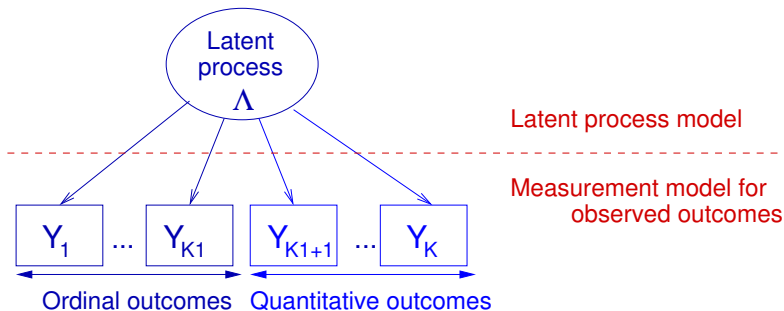 Latent
process
Λ
Latent process model
Measurement model for
observed outcomes
Y1 ... YK1 YK1+1 ... YK
Ordinal outcomes Quantitative outcomes